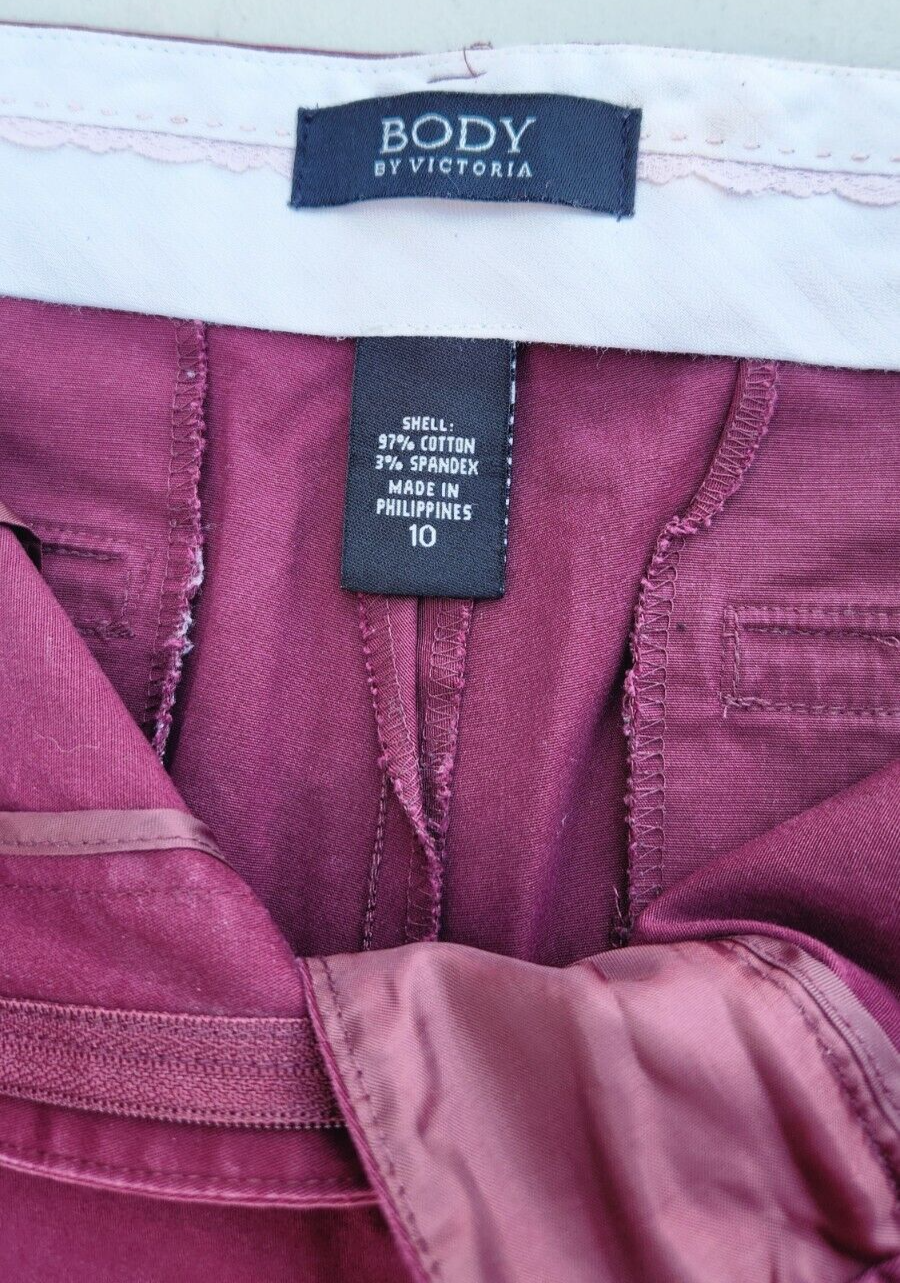 BODY
BY VICTORIA
SHELL:
97% COTTON
3% SPANDEX
MADE IN
PHILIPPINES
10